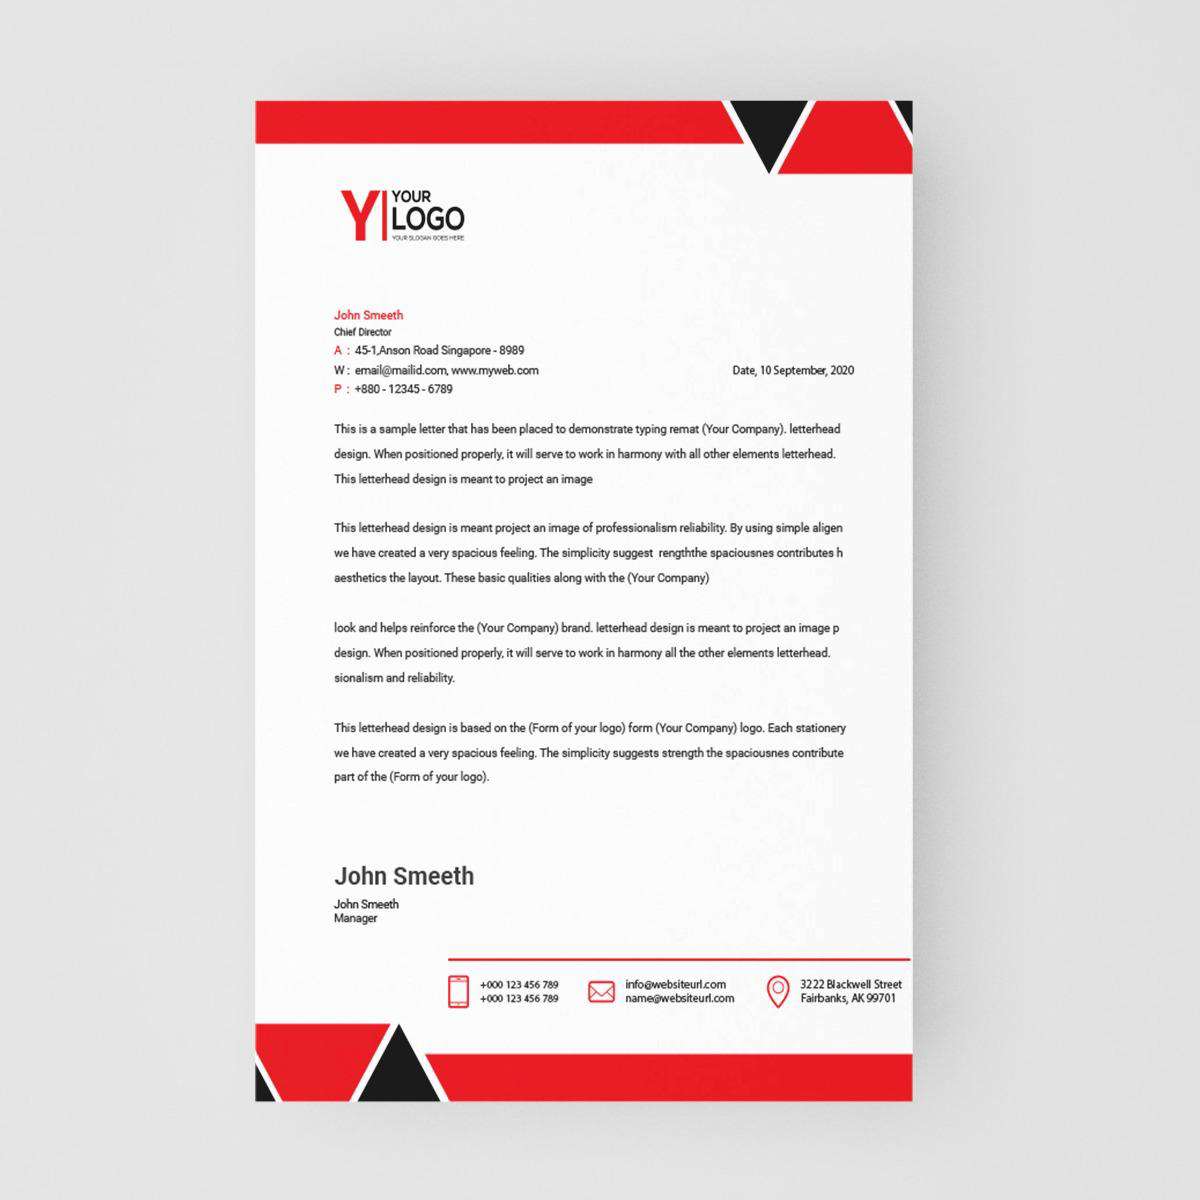 Y
YOUR
LOGO
YOUR SLOGAN GOES HERE
John Smeeth
Chief Director
A : 45-1,Anson Road Singapore - 8989
W : email@mailid.com, www.myweb.com
Date, 10 September, 2020
P : +880 - 12345 - 6789
This is a sample letter that has been placed to demonstrate typing remat (Your Company). letterhead
design. When positioned properly, it will serve to work in harmony with all other elements letterhead.
This letterhead design is meant to project an image
This letterhead design is meant project an image of professionalism reliability. By using simple aligen
we have created a very spacious feeling. The simplicity suggest rengththe spaciousnes contributes h
aesthetics the layout. These basic qualities along with the (Your Company)
look and helps reinforce the (Your Company) brand. letterhead design is meant to project an image p
design. When positioned properly, it will serve to work in harmony all the other elements letterhead.
sionalism and reliability.
This letterhead design is based on the (Form of your logo) form (Your Company) logo. Each stationery
we have created a very spacious feeling. The simplicity suggests strength the spaciousnes contribute
part of the (Form of your logo).
John Smeeth
John Smeeth
Manager
+000 123 456 789
+000 123 456 789
info@websiteurl.com
name@websiteurl.com
3222 Blackwell Street
Fairbanks, AK 99701